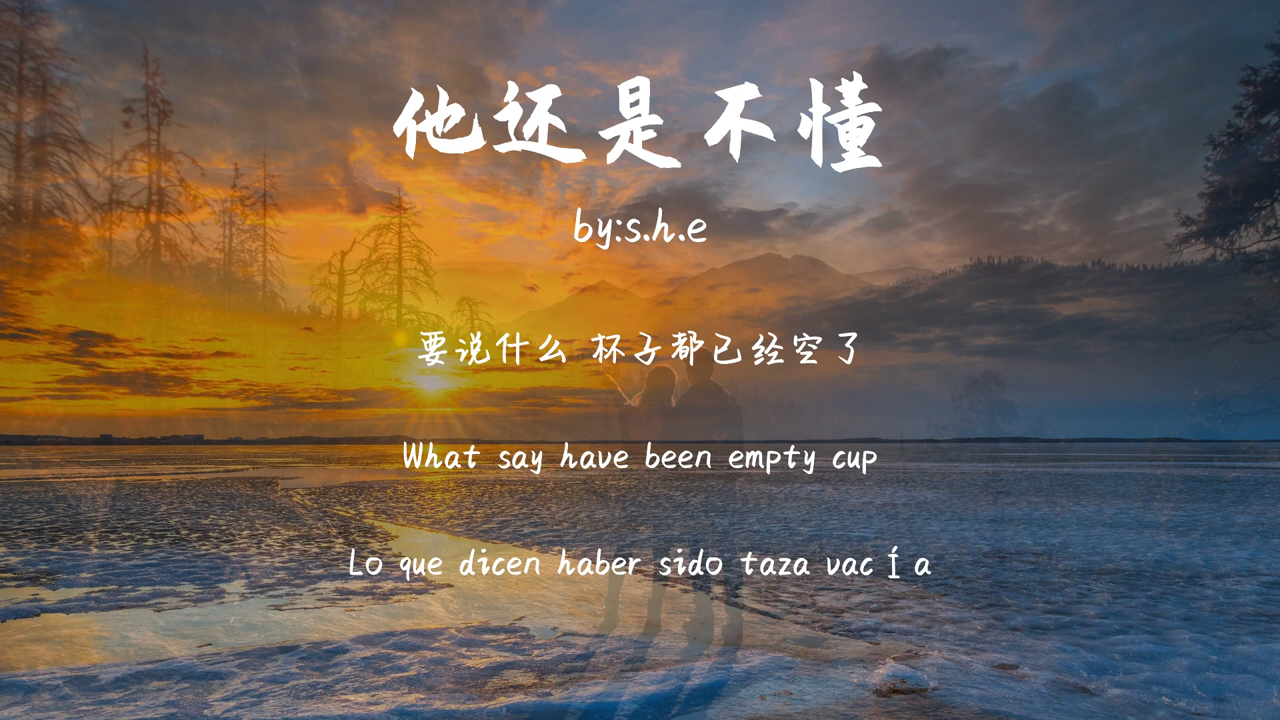 他还是不懂
by:s.h.e
要说什么 杯子都已经空了
What say have been empty cup
Lo que dicen haber sido taza vacía